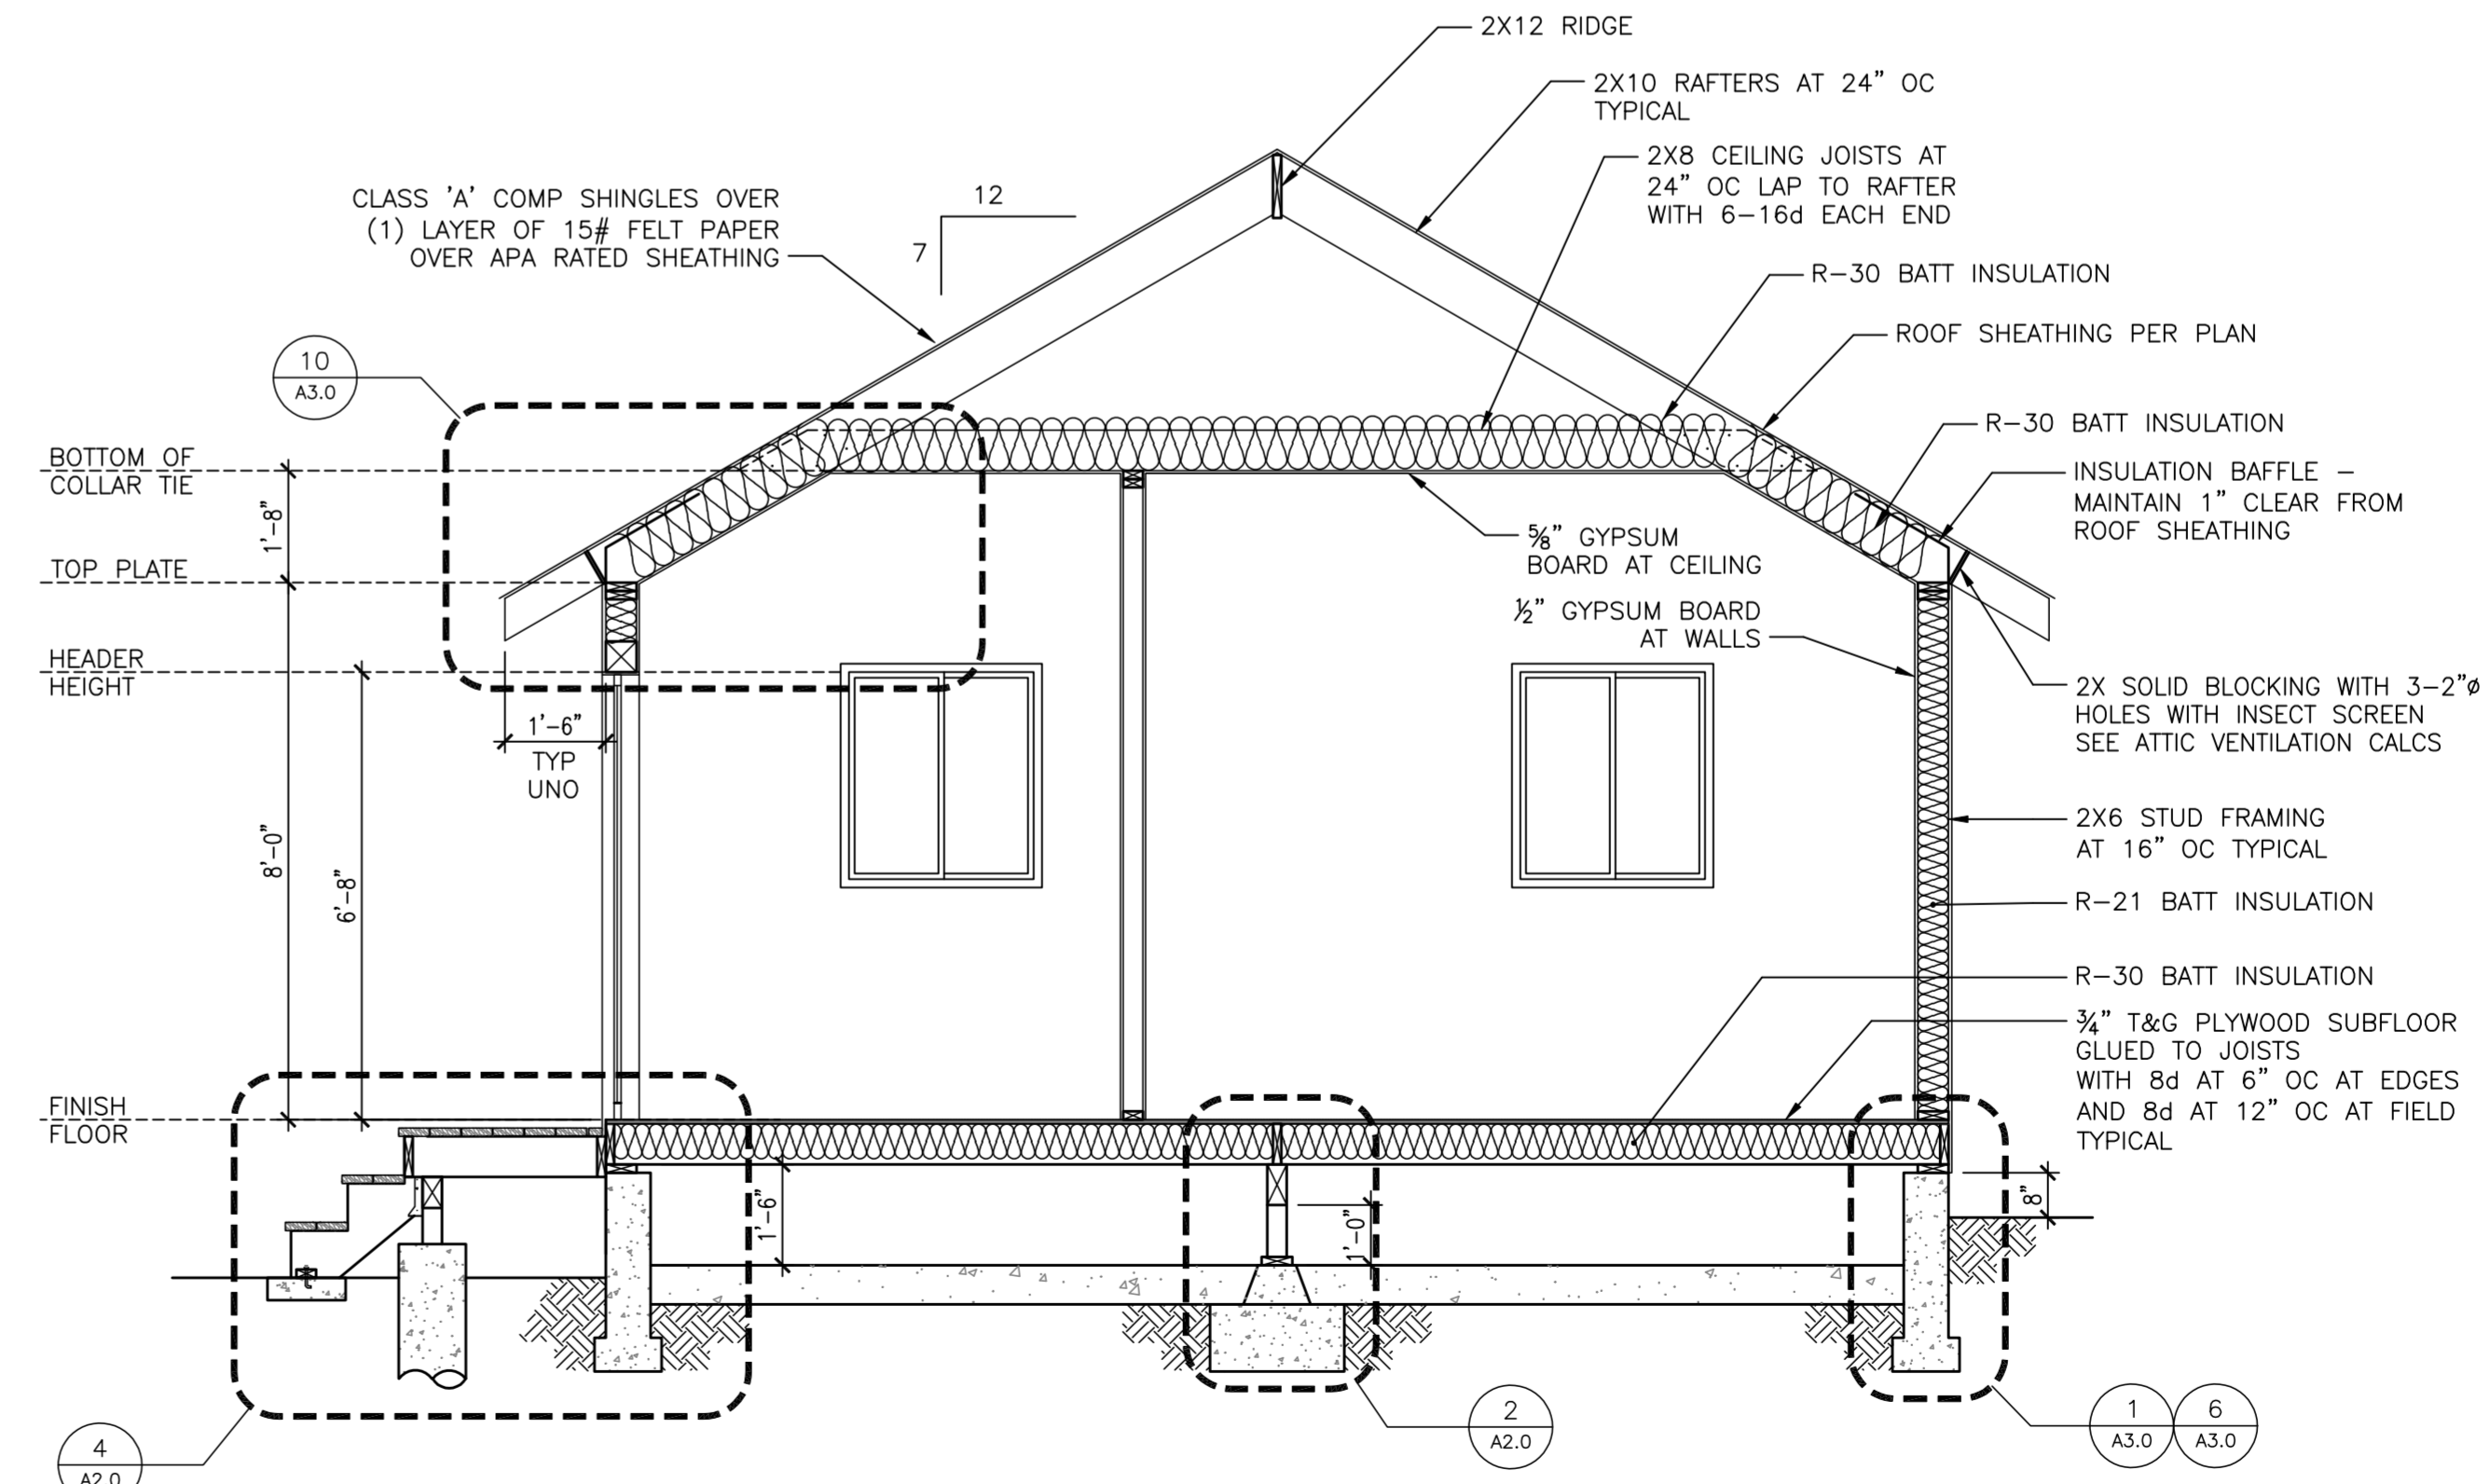 2X12 RIDGE
2X10 RAFTERS AT 24" OC
TYPICAL
2X8 CEILING JOISTS AT
24" OC LAP TO RAFTER
WITH 6-16d EACH END
CLASS 'A' COMP SHINGLES OVER
(1) LAYER OF 15# FELT PAPER
OVER APA RATED SHEATHING
12
7
R-30 BATT INSULATION
ROOF SHEATHING PER PLAN
10
A3.0
R-30 BATT INSULATION
INSULATION BAFFLE -
MAINTAIN 1" CLEAR FROM
ROOF SHEATHING
BOTTOM OF
COLLAR TIE
1'-8"
TOP PLATE
⅝" GYPSUM
BOARD AT CEILING
½" GYPSUM BOARD
AT WALLS
HEADER
HEIGHT
2X SOLID BLOCKING WITH 3-2"ø
HOLES WITH INSECT SCREEN
SEE ATTIC VENTILATION CALCS
1'-6"
TYP
UNO
8'-0"
6'-8"
2X6 STUD FRAMING
AT 16" OC TYPICAL
R-21 BATT INSULATION
R-30 BATT INSULATION
¾" T&G PLYWOOD SUBFLOOR
GLUED TO JOISTS
WITH 8d AT 6" OC AT EDGES
AND 8d AT 12" OC AT FIELD
TYPICAL
FINISH
FLOOR
1'-6"
1'-0"
8"
4
A2.0
2
A2.0
1
A3.0
6
A3.0